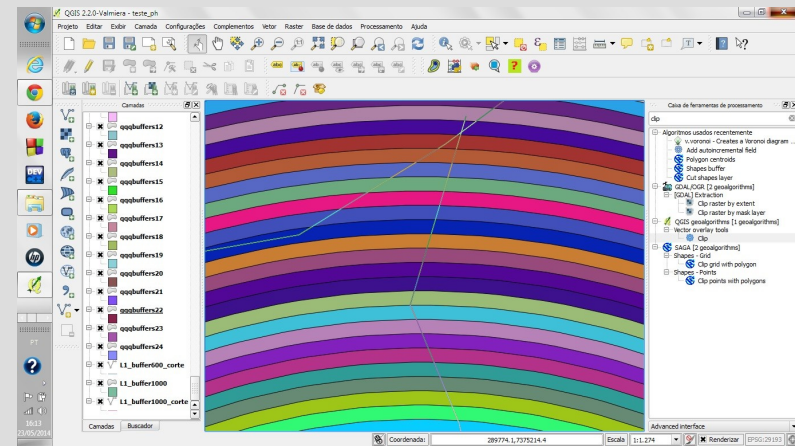 QGIS 2.2.0-Valmiera - teste_ph
Projeto Editar Exibir Camada Configurações Complementos Vetor Raster Base de dados Processamento Ajuda
Camadas
qqqbuffers12
qqqbuffers13
qqqbuffers14
qqqbuffers15
qqqbuffers16
qqqbuffers17
qqqbuffers18
qqqbuffers19
qqqbuffers20
qqqbuffers21
qqqbuffers22
qqqbuffers23
qqqbuffers24
L1_buffer600_corte
L1_buffer1000
L1_buffer1000_corte
Camadas Buscador
Caixa de ferramentas de processamento
clip
Algoritmos usados recentemente
v.voronoi - Creates a Voronoi diagram ...
Add autoincremental field
Polygon centroids
Shapes buffer
Cut shapes layer
GDAL/OGR [2 geoalgorithms]
[GDAL] Extraction
Clip raster by extent
Clip raster by mask layer
QGIS geoalgorithms [1 geoalgorithms]
Vector overlay tools
Clip
SAGA [2 geoalgorithms]
Shapes - Grid
Clip grid with polygon
Shapes - Points
Clip points with polygons
Advanced interface
Coordenada: 289774.1,7375214.4 Escala 1:1.274 Renderizar EPSG:29193
DEV
hp
PT
16:13
23/05/2014